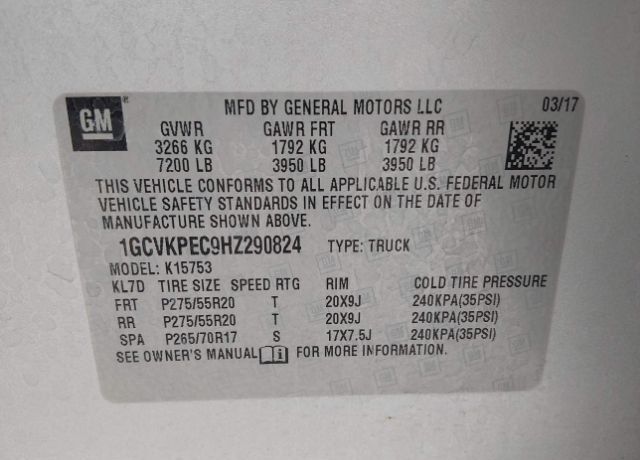 GM ® MFD BY GENERAL MOTORS LLC 03/17
GVWR GAWR FRT GAWR RR
3266 KG 1792 KG 1792 KG
7200 LB 3950 LB 3950 LB
THIS VEHICLE CONFORMS TO ALL APPLICABLE U.S. FEDERAL MOTOR
VEHICLE SAFETY STANDARDS IN EFFECT ON THE DATE OF
MANUFACTURE SHOWN ABOVE.
1GCVKPEC9HZ290824 TYPE: TRUCK
MODEL: K15753
KL7D TIRE SIZE SPEED RTG RIM COLD TIRE PRESSURE
FRT P275/55R20 T 20X9J 240KPA(35PSI)
RR P275/55R20 T 20X9J 240KPA(35PSI)
SPA P265/70R17 S 17X7.5J 240KPA(35PSI)
SEE OWNER'S MANUAL FOR MORE INFORMATION.